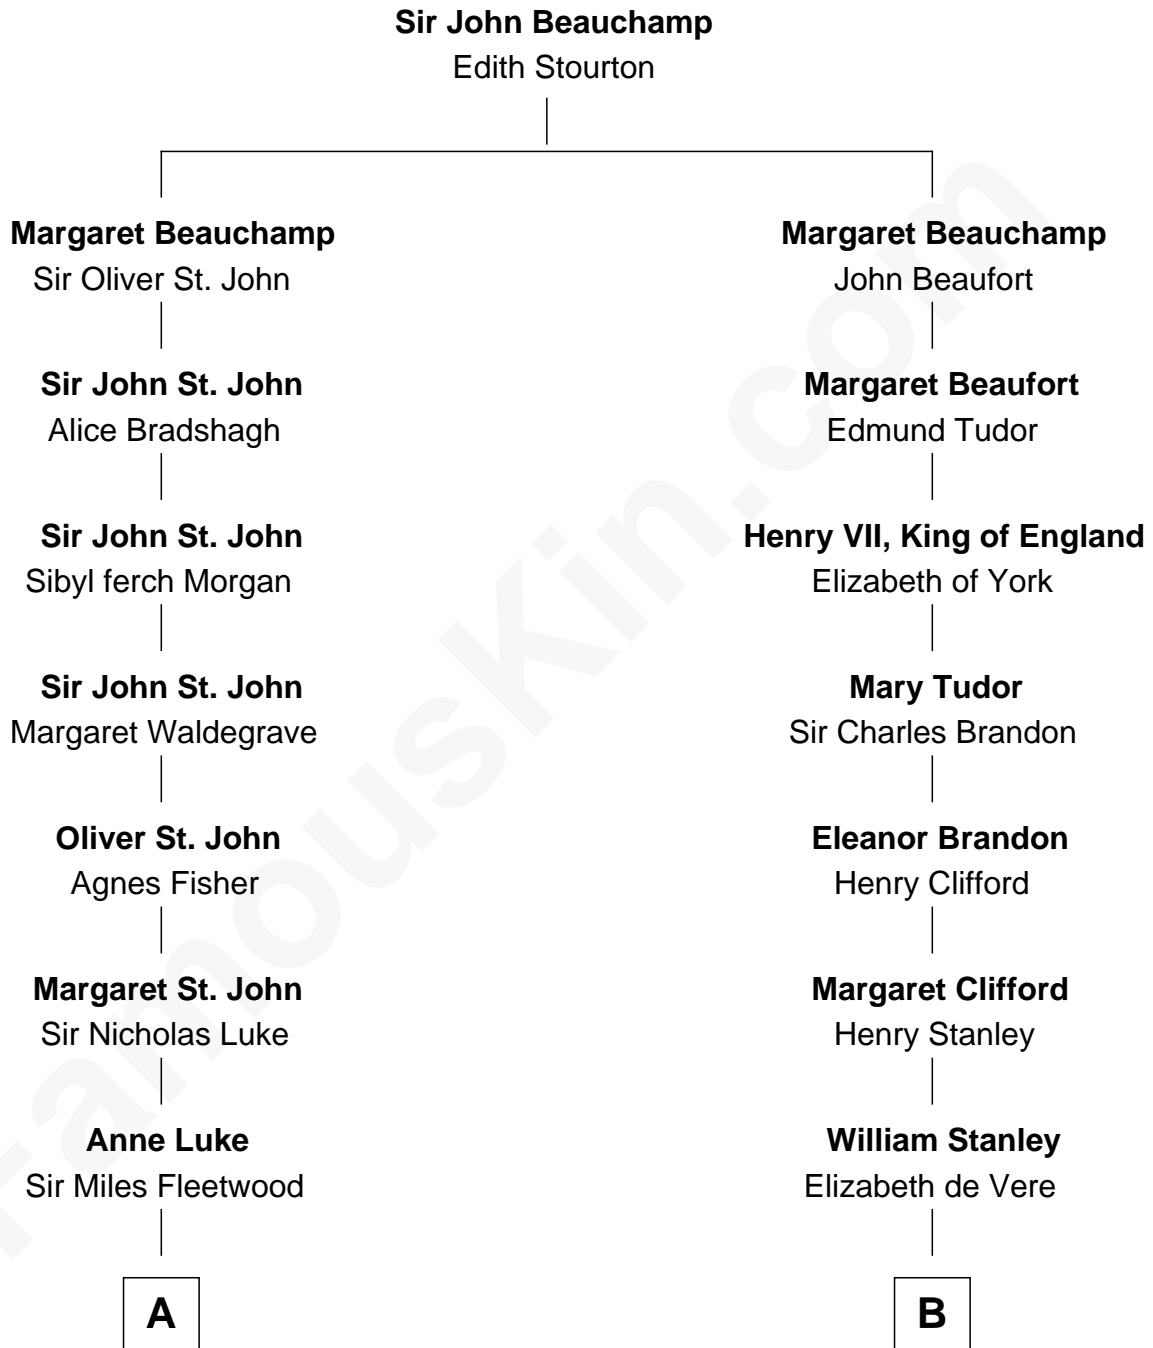 Sir John Beauchamp
Edith Stourton
Margaret Beauchamp
Sir Oliver St. John
Margaret Beauchamp
John Beaufort
Sir John St. John
Alice Bradshagh
Margaret Beaufort
Edmund Tudor
Sir John St. John
Sibyl ferch Morgan
Henry VII, King of England
Elizabeth of York
Sir John St. John
Margaret Waldegrave
Mary Tudor
Sir Charles Brandon
Oliver St. John
Agnes Fisher
Eleanor Brandon
Henry Clifford
Margaret St. John
Sir Nicholas Luke
Margaret Clifford
Henry Stanley
Anne Luke
Sir Miles Fleetwood
William Stanley
Elizabeth de Vere
A
B
FamousKin.com